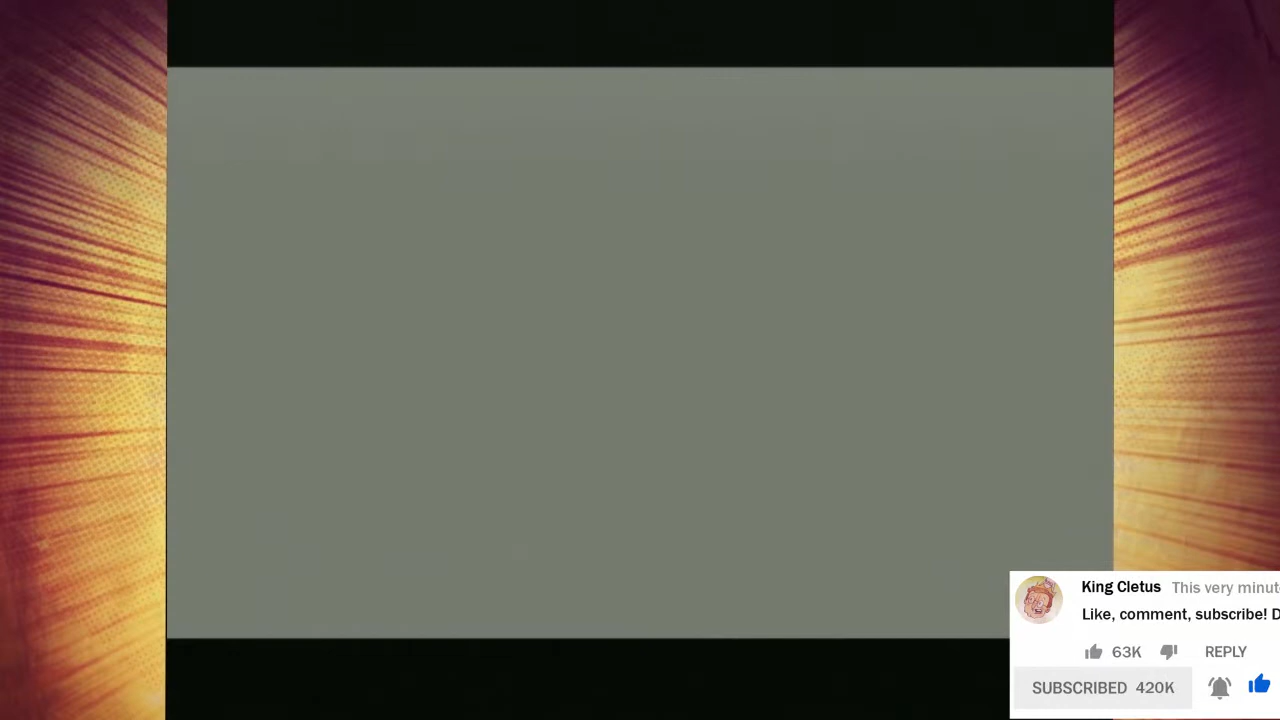 King Cletus This very minut
Like, comment, subscribe! D
63K REPLY
SUBSCRIBED 420K